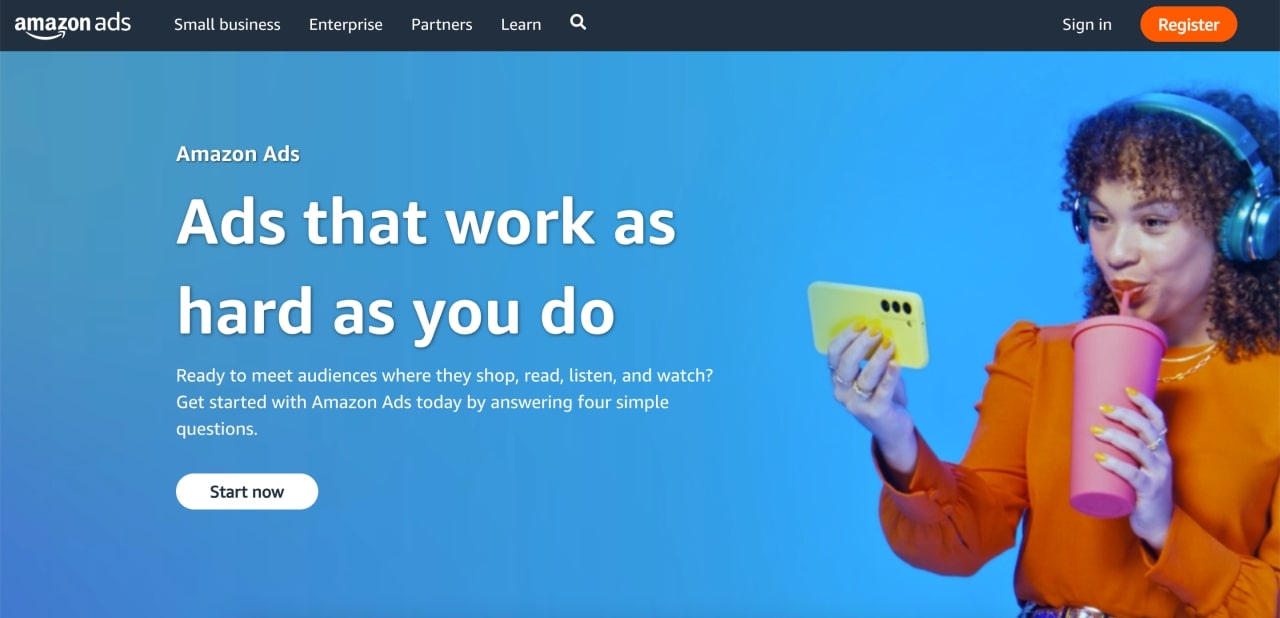 amazon ads
Small business
Enterprise
Partners
Learn
Sign in
Register
Amazon Ads
Ads that work as
hard as you do
Ready to meet audiences where they shop, read, listen, and watch?
Get started with Amazon Ads today by answering four simple
questions.
Start now